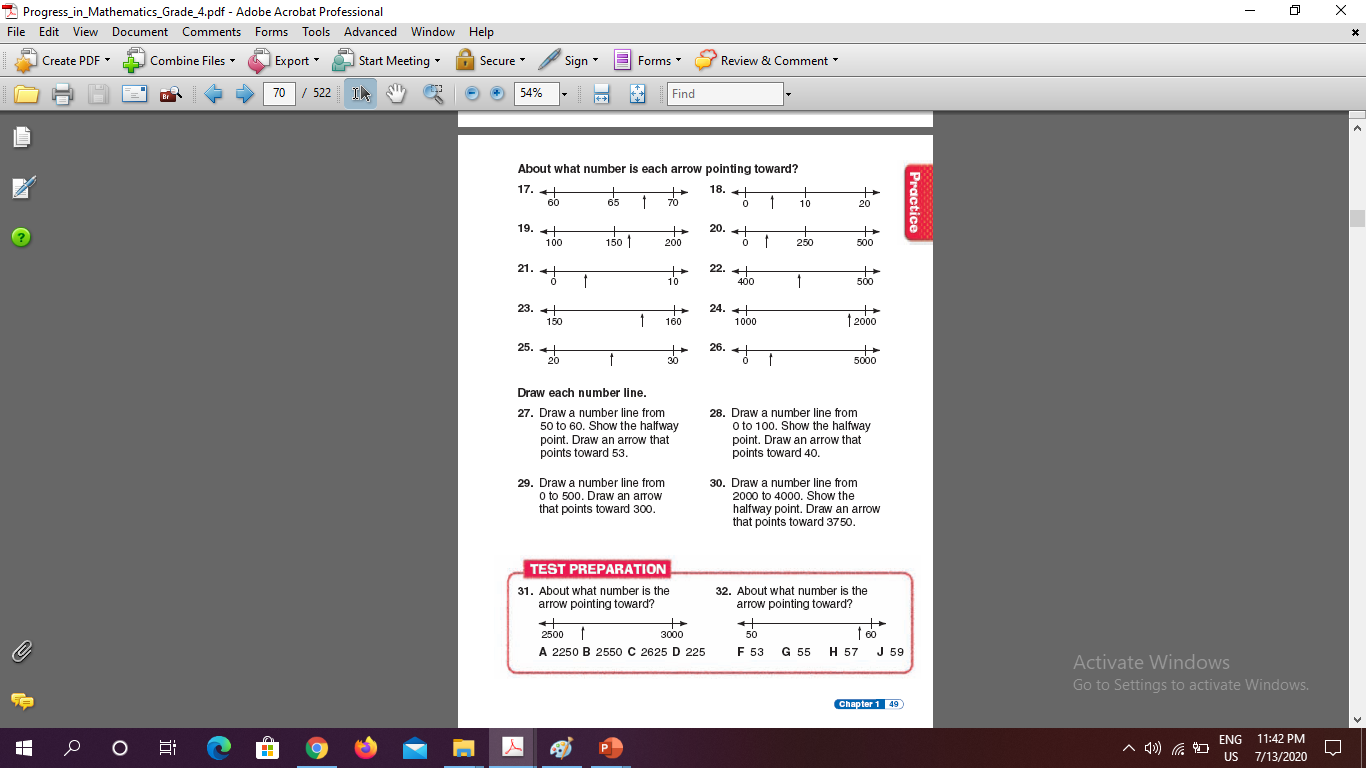 Progress_in_Mathematics_Grade_4.pdf - Adobe Acrobat Professional
File Edit View Document Comments Forms Tools Advanced Window Help
Create PDF Combine Files Export Start Meeting Secure Sign Forms Review & Comment
70 / 522 54% Find
About what number is each arrow pointing toward?
Practice
17. 60 65 70
18. 0 10 20
19. 100 150 200
20. 0 250 500
21. 0 10
22. 400 500
23. 150 160
24. 1000 2000
25. 20 30
26. 0 5000
Draw each number line.
27. Draw a number line from
50 to 60. Show the halfway
point. Draw an arrow that
points toward 53.
28. Draw a number line from
0 to 100. Show the halfway
point. Draw an arrow that
points toward 40.
29. Draw a number line from
0 to 500. Draw an arrow
that points toward 300.
30. Draw a number line from
2000 to 4000. Show the
halfway point. Draw an arrow
that points toward 3750.
TEST PREPARATION
31. About what number is the
arrow pointing toward?
2500 3000
A 2250 B 2550 C 2625 D 225
32. About what number is the
arrow pointing toward?
50 60
F 53 G 55 H 57 J 59
Chapter 1 49
Activate Windows
Go to Settings to activate Windows.
ENG
US
11:42 PM
7/13/2020